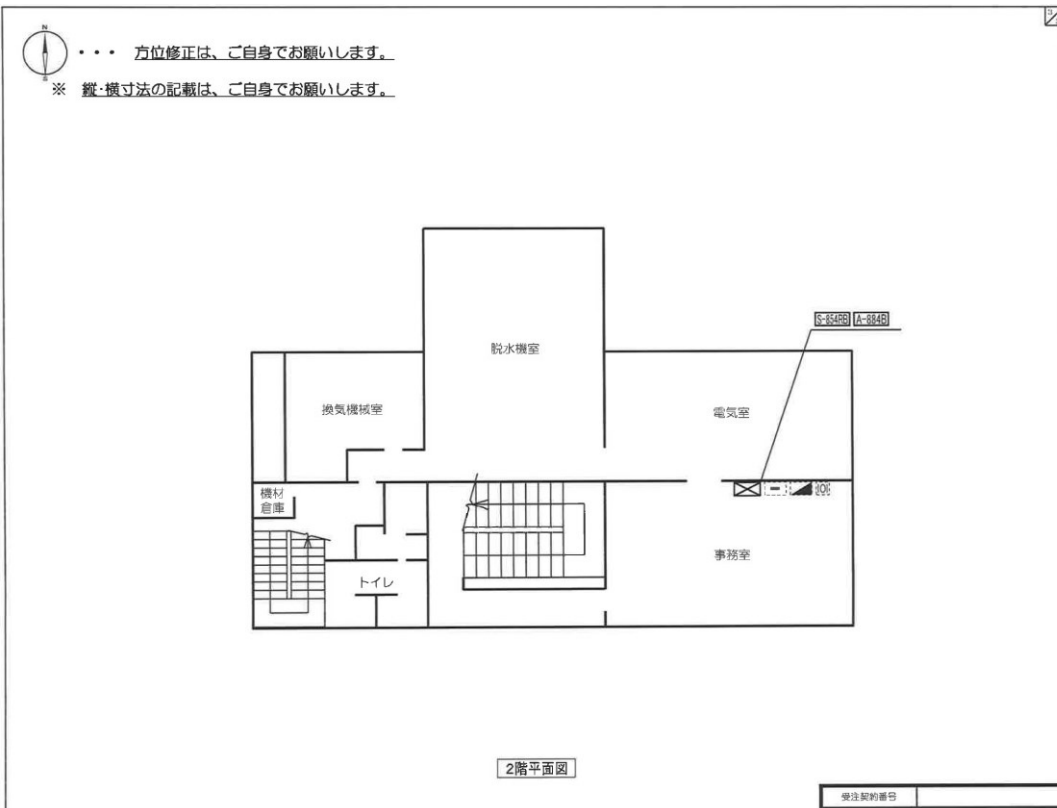 N
S
・・・ 方位修正は、ご自身でお願いします。
※ 縦・横寸法の記載は、ご自身でお願いします。
S-854RB A-884B
脱水機室
換気機械室
電気室
機材
倉庫
事務室
トイレ
2階平面図
受注契約番号